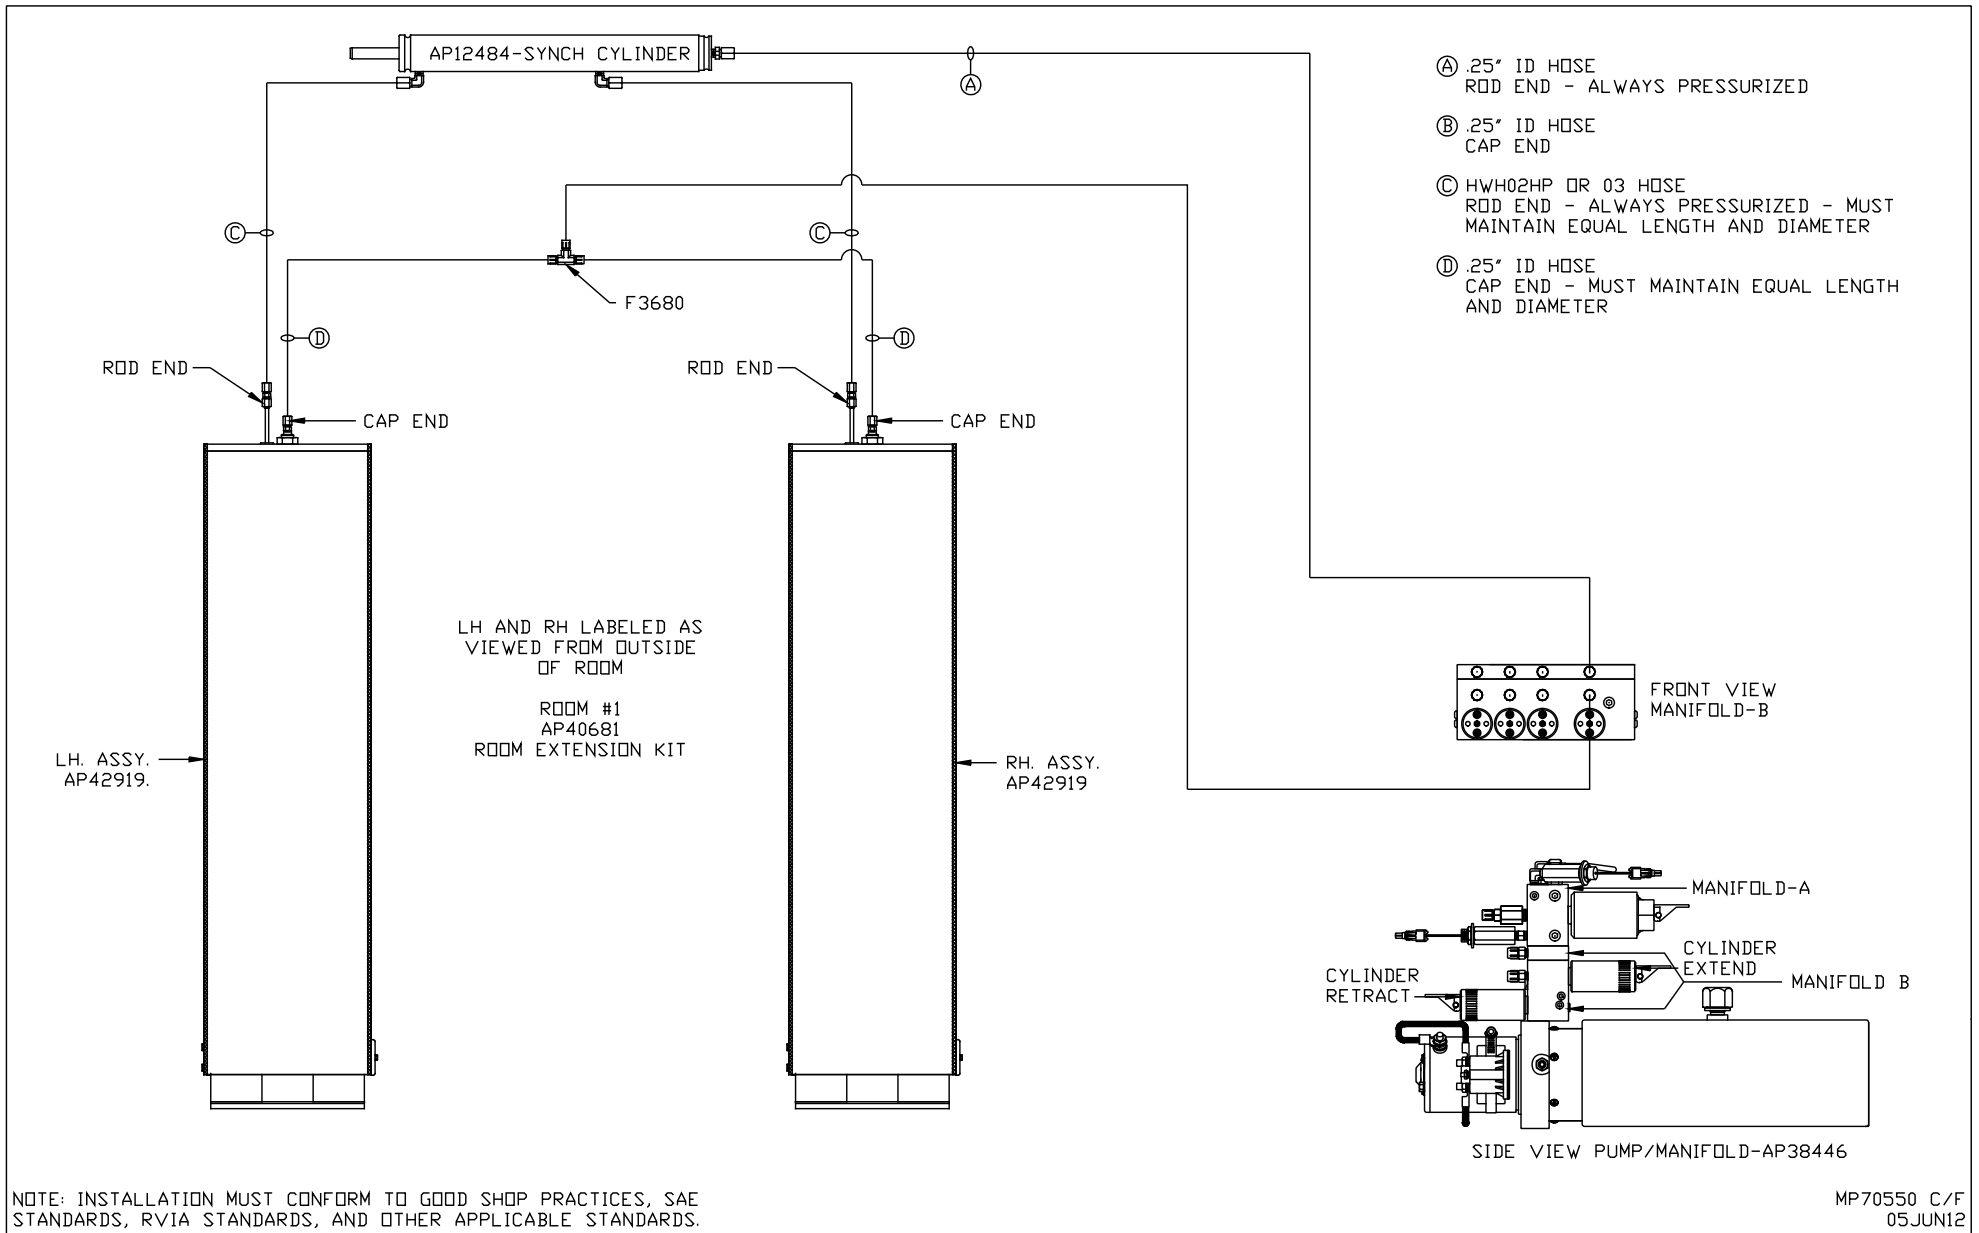 AP12484-SYNCH CYLINDER
A
Ⓐ .25" ID HOSE
ROD END - ALWAYS PRESSURIZED
Ⓑ .25" ID HOSE
CAP END
Ⓒ HWH02HP OR 03 HOSE
ROD END - ALWAYS PRESSURIZED - MUST
MAINTAIN EQUAL LENGTH AND DIAMETER
Ⓓ .25" ID HOSE
CAP END - MUST MAINTAIN EQUAL LENGTH
AND DIAMETER
C
C
F3680
D
D
ROD END
ROD END
CAP END
CAP END
LH AND RH LABELED AS
VIEWED FROM OUTSIDE
OF ROOM
ROOM #1
AP40681
ROOM EXTENSION KIT
LH. ASSY.
AP42919.
RH. ASSY.
AP42919
FRONT VIEW
MANIFOLD-B
MANIFOLD-A
CYLINDER
EXTEND
CYLINDER
RETRACT
MANIFOLD B
SIDE VIEW PUMP/MANIFOLD-AP38446
NOTE: INSTALLATION MUST CONFORM TO GOOD SHOP PRACTICES, SAE
STANDARDS, RVIA STANDARDS, AND OTHER APPLICABLE STANDARDS.
MP70550 C/F
05JUN12